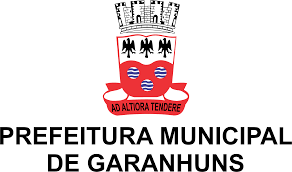 AD ALTIORA TENDERE
PREFEITURA MUNICIPAL
DE GARANHUNS